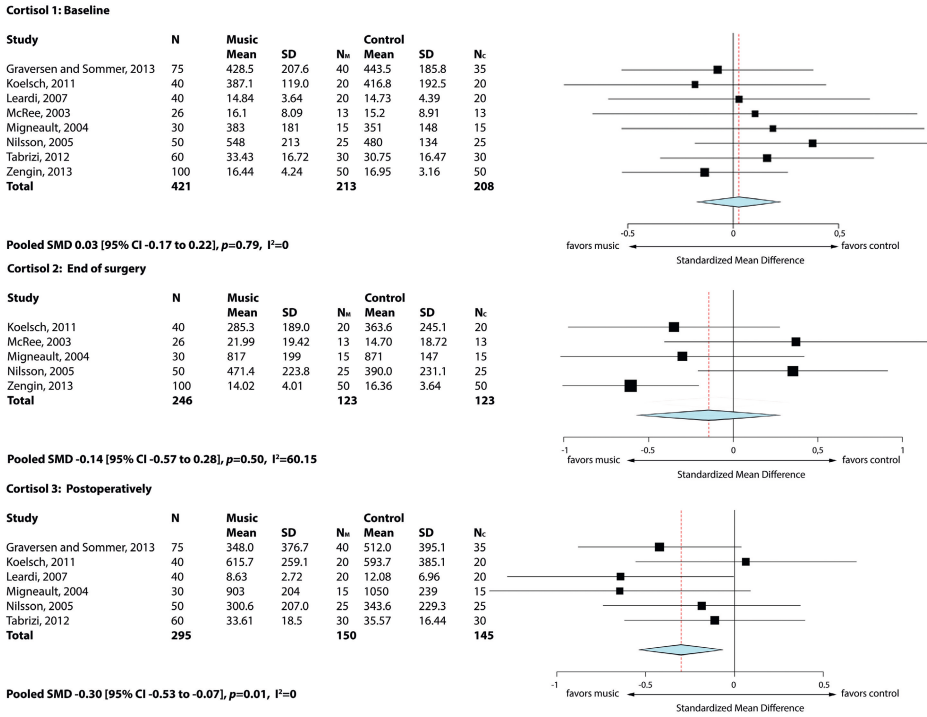 Cortisol 1: Baseline
Study N Music Control
Mean SD Nᴍ Mean SD Nᴄ
Graversen and Sommer, 2013 75 428.5 207.6 40 443.5 185.8 35
Koelsch, 2011 40 387.1 119.0 20 416.8 192.5 20
Leardi, 2007 40 14.84 3.64 20 14.73 4.39 20
McRee, 2003 26 16.1 8.09 13 15.2 8.91 13
Migneault, 2004 30 383 181 15 351 148 15
Nilsson, 2005 50 548 213 25 480 134 25
Tabrizi, 2012 60 33.43 16.72 30 30.75 16.47 30
Zengin, 2013 100 16.44 4.24 50 16.95 3.16 50
Total 421 213 208
-0.5 0 0,5
Pooled SMD 0.03 [95% CI -0.17 to 0.22], p=0.79, I²=0
favors music favors control
Standardized Mean Difference
Cortisol 2: End of surgery
Study N Music Control
Mean SD Nᴍ Mean SD Nᴄ
Koelsch, 2011 40 285.3 189.0 20 363.6 245.1 20
McRee, 2003 26 21.99 19.42 13 14.70 18.72 13
Migneault, 2004 30 817 199 15 871 147 15
Nilsson, 2005 50 471.4 223.8 25 390.0 231.1 25
Zengin, 2013 100 14.02 4.01 50 16.36 3.64 50
Total 246 123 123
-1 -0.5 0 0,5 1
Pooled SMD -0.14 [95% CI -0.57 to 0.28], p=0.50, I²=60.15
favors music favors control
Standardized Mean Difference
Cortisol 3: Postoperatively
Study N Music Control
Mean SD Nᴍ Mean SD Nᴄ
Graversen and Sommer, 2013 75 348.0 376.7 40 512.0 395.1 35
Koelsch, 2011 40 615.7 259.1 20 593.7 385.1 20
Leardi, 2007 40 8.63 2.72 20 12.08 6.96 20
Migneault, 2004 30 903 204 15 1050 239 15
Nilsson, 2005 50 300.6 207.0 25 343.6 229.3 25
Tabrizi, 2012 60 33.61 18.5 30 35.57 16.44 30
Total 295 150 145
-1 -0.5 0 0.5
Pooled SMD -0.30 [95% CI -0.53 to -0.07], p=0.01, I²=0
favors music favors control
Standardized Mean Difference